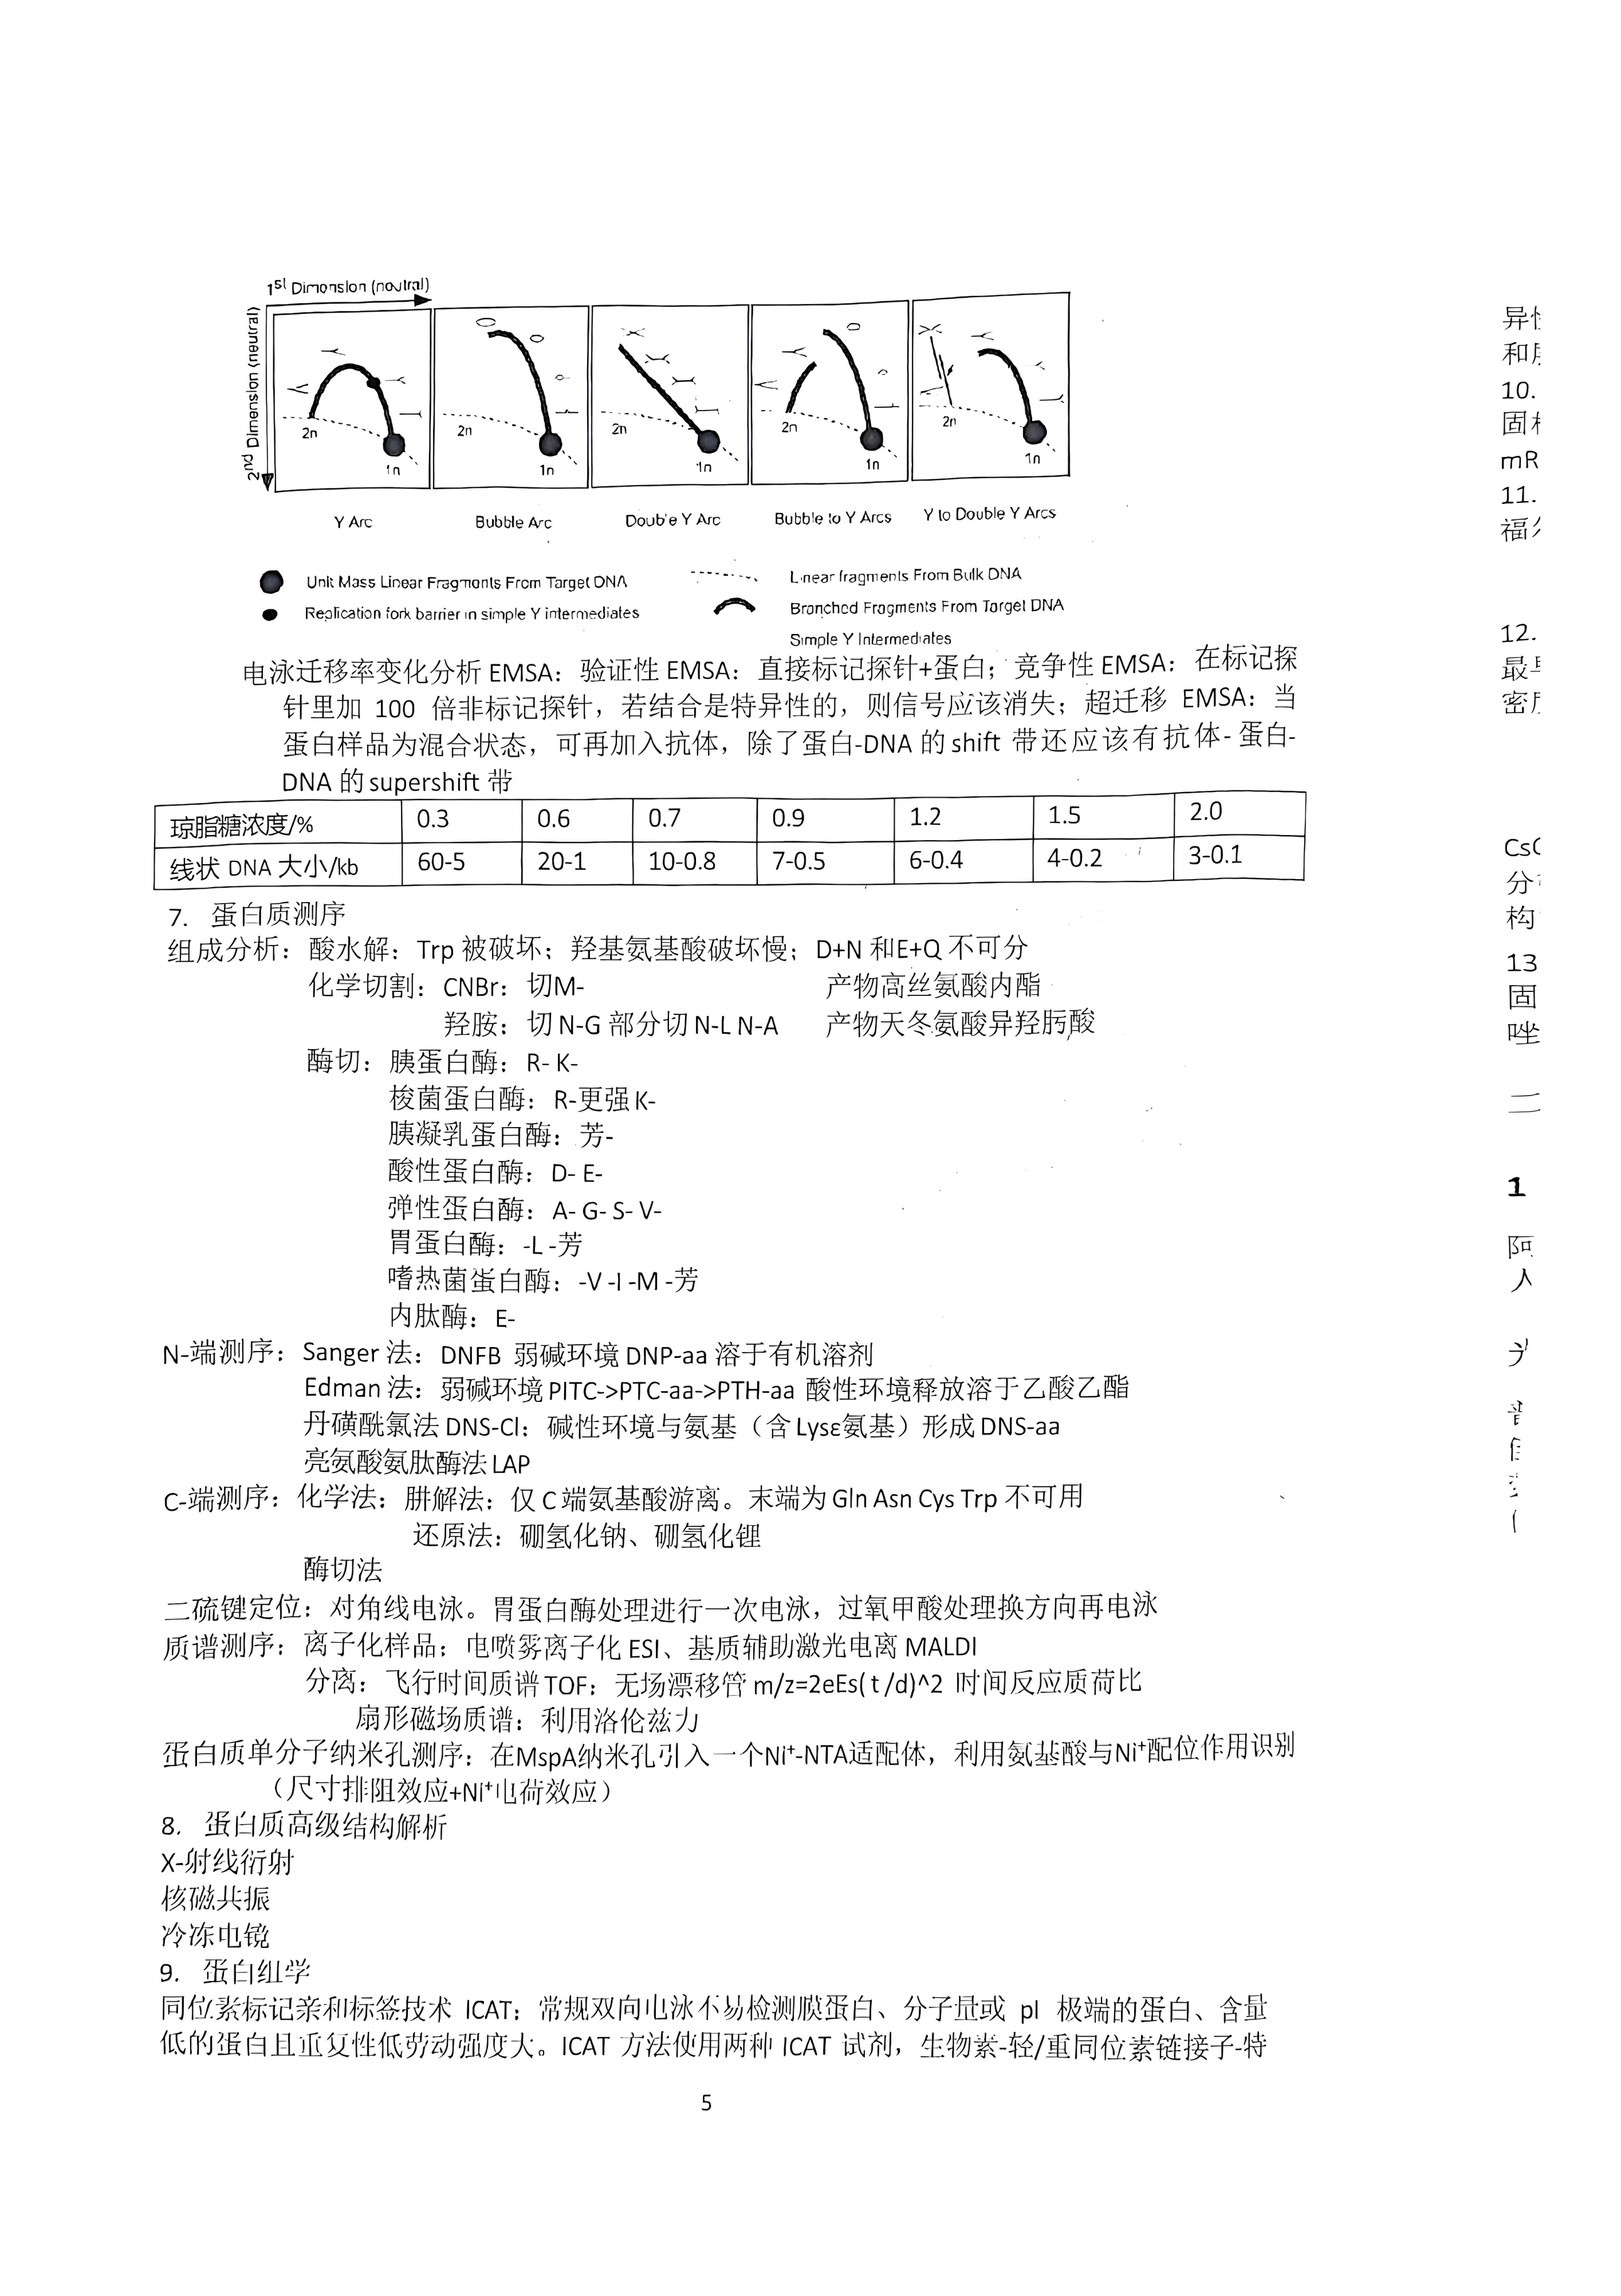 1st Dimension (neutral)
2nd Dimension (neutral)
2n
1n
2n
1n
2n
1n
2n
1n
2n
1n
Y Arc
Bubble Arc
Double Y Arc
Bubble to Y Arcs
Y to Double Y Arcs
Unit Mass Linear Fragments From Target DNA
Linear fragments From Bulk DNA
Replication fork barrier in simple Y intermediates
Branched Fragments From Target DNA
Simple Y Intermediates
电泳迁移率变化分析 EMSA：验证性 EMSA：直接标记探针+蛋白；竞争性 EMSA：在标记探
针里加 100 倍非标记探针，若结合是特异性的，则信号应该消失；超迁移 EMSA：当
蛋白样品为混合状态，可再加入抗体，除了蛋白-DNA 的 shift 带还应该有抗体-蛋白-
DNA 的 supershift 带
琼脂糖浓度/% 0.3 0.6 0.7 0.9 1.2 1.5 2.0
线状 DNA 大小/kb 60-5 20-1 10-0.8 7-0.5 6-0.4 4-0.2 3-0.1
7. 蛋白质测序
组成分析：酸水解：Trp 被破坏；羟基氨基酸破坏慢；D+N 和E+Q 不可分
化学切割：CNBr：切M- 产物高丝氨酸内酯
羟胺：切 N-G 部分切 N-L N-A 产物天冬氨酸异羟肟酸
酶切：胰蛋白酶：R- K-
梭菌蛋白酶：R-更强 K-
胰凝乳蛋白酶：芳-
酸性蛋白酶：D- E-
弹性蛋白酶：A- G- S- V-
胃蛋白酶：-L -芳
嗜热菌蛋白酶：-V -I -M -芳
内肽酶：E-
N-端测序：Sanger 法：DNFB 弱碱环境 DNP-aa 溶于有机溶剂
Edman 法：弱碱环境 PITC->PTC-aa->PTH-aa 酸性环境释放溶于乙酸乙酯
丹磺酰氯法 DNS-Cl：碱性环境与氨基（含 Lysε氨基）形成 DNS-aa
亮氨酸氨肽酶法 LAP
C-端测序：化学法：肼解法：仅 C 端氨基酸游离。末端为 Gln Asn Cys Trp 不可用
还原法：硼氢化钠、硼氢化锂
酶切法
二硫键定位：对角线电泳。胃蛋白酶处理进行一次电泳，过氧甲酸处理换方向再电泳
质谱测序：离子化样品：电喷雾离子化 ESI、基质辅助激光电离 MALDI
分离：飞行时间质谱 TOF：无场漂移管 m/z=2eEs( t /d)^2 时间反应质荷比
扇形磁场质谱：利用洛伦兹力
蛋白质单分子纳米孔测序：在MspA纳米孔引入一个Ni⁺-NTA适配体，利用氨基酸与Ni⁺配位作用识别
（尺寸排阻效应+Ni⁺电荷效应）
8. 蛋白质高级结构解析
X-射线衍射
核磁共振
冷冻电镜
9. 蛋白组学
同位素标记亲和标签技术 ICAT：常规双向电泳不易检测膜蛋白、分子量或 pI 极端的蛋白、含量
低的蛋白且重复性低劳动强度大。ICAT 方法使用两种 ICAT 试剂，生物素-轻/重同位素链接子-特
5
异
和
10.
固
mR
11.
福
12.
最
密
Cs
分
构
13
固
唑
二
1
阿
人